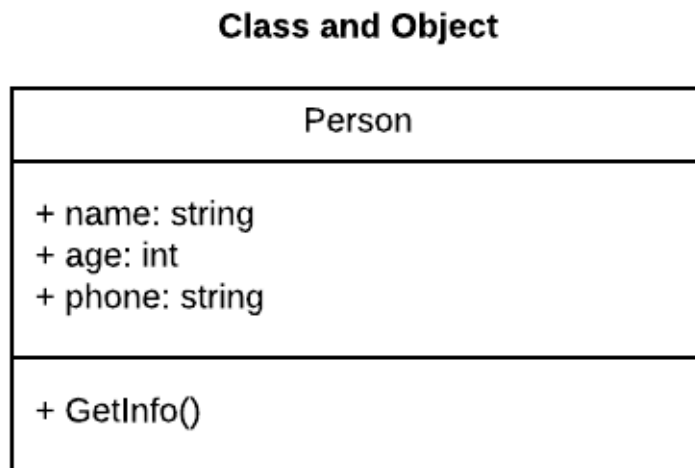 Class and Object
Person
+ name: string
+ age: int
+ phone: string
+ GetInfo()